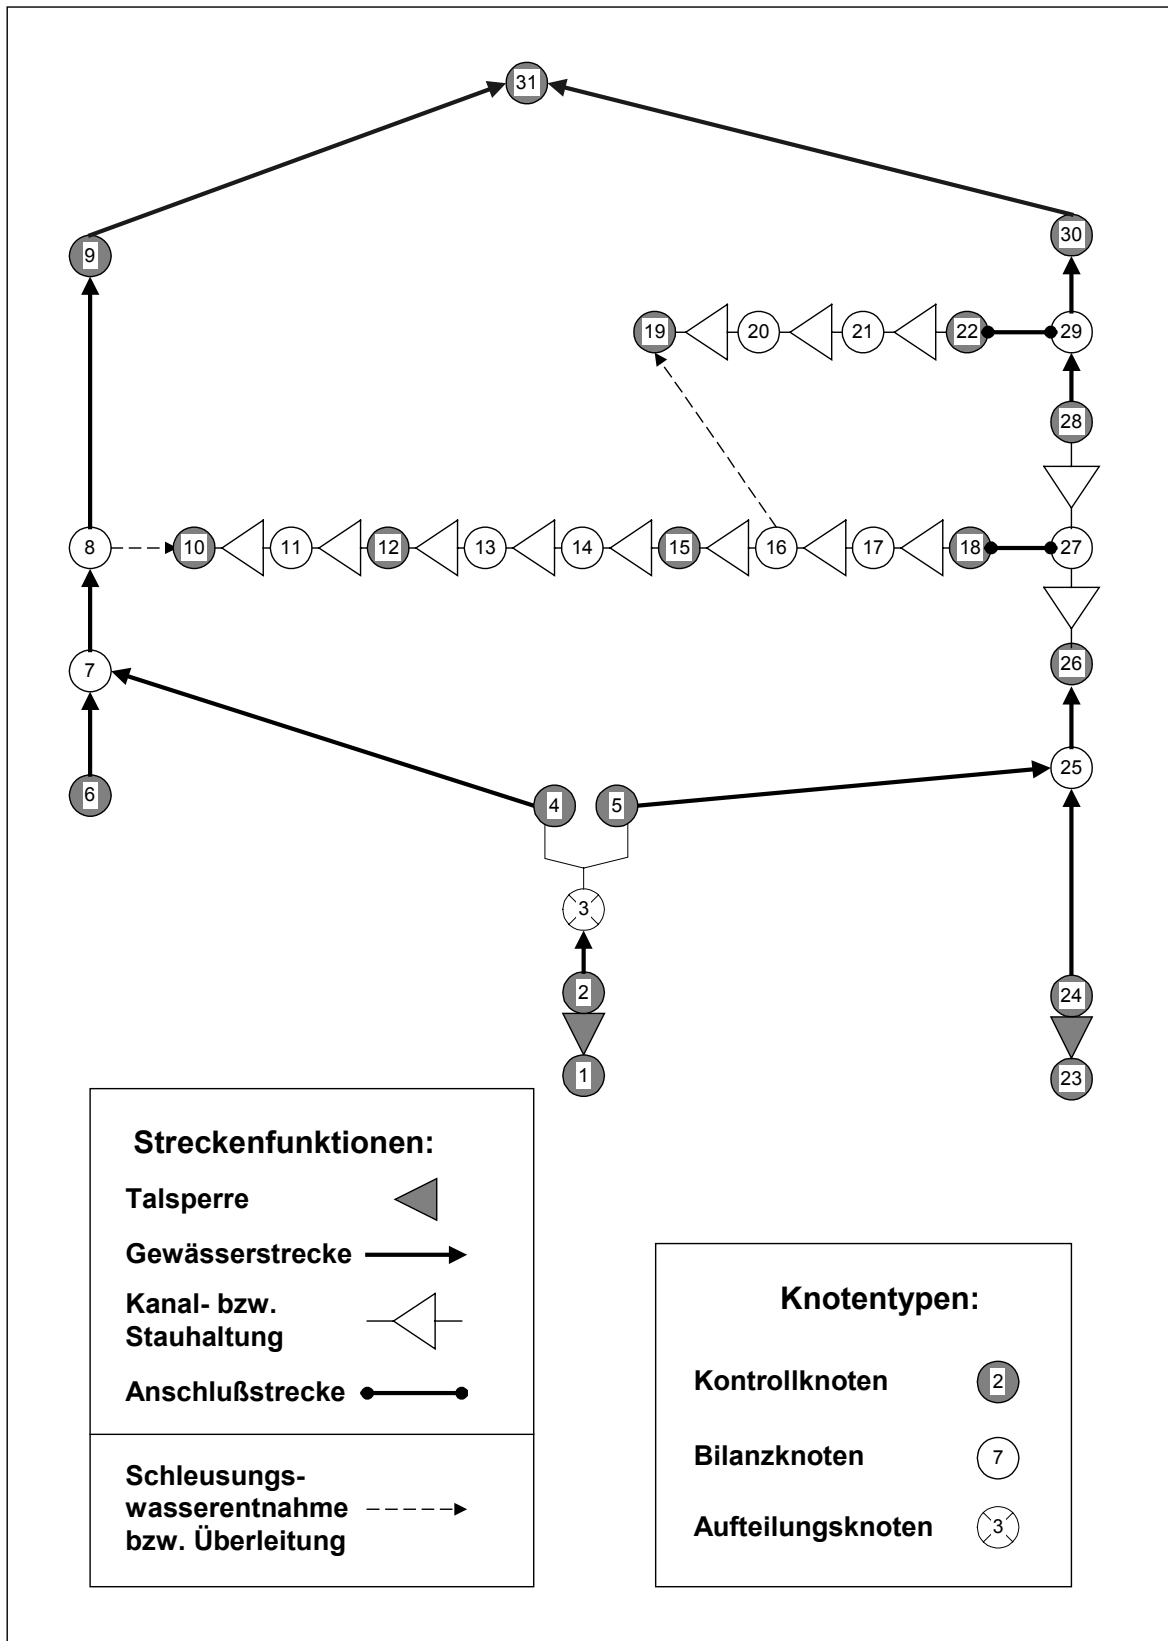 31
9
30
19
20
21
22
29
28
8
10
11
12
13
14
15
16
17
18
27
7
26
6
4
5
25
3
2
24
1
23
Streckenfunktionen:
Talsperre
Gewässerstrecke
Kanal- bzw.
Stauhaltung
Anschlußstrecke
Schleusungs-
wasserentnahme
bzw. Überleitung
Knotentypen:
Kontrollknoten 2
Bilanzknoten 7
Aufteilungsknoten 3